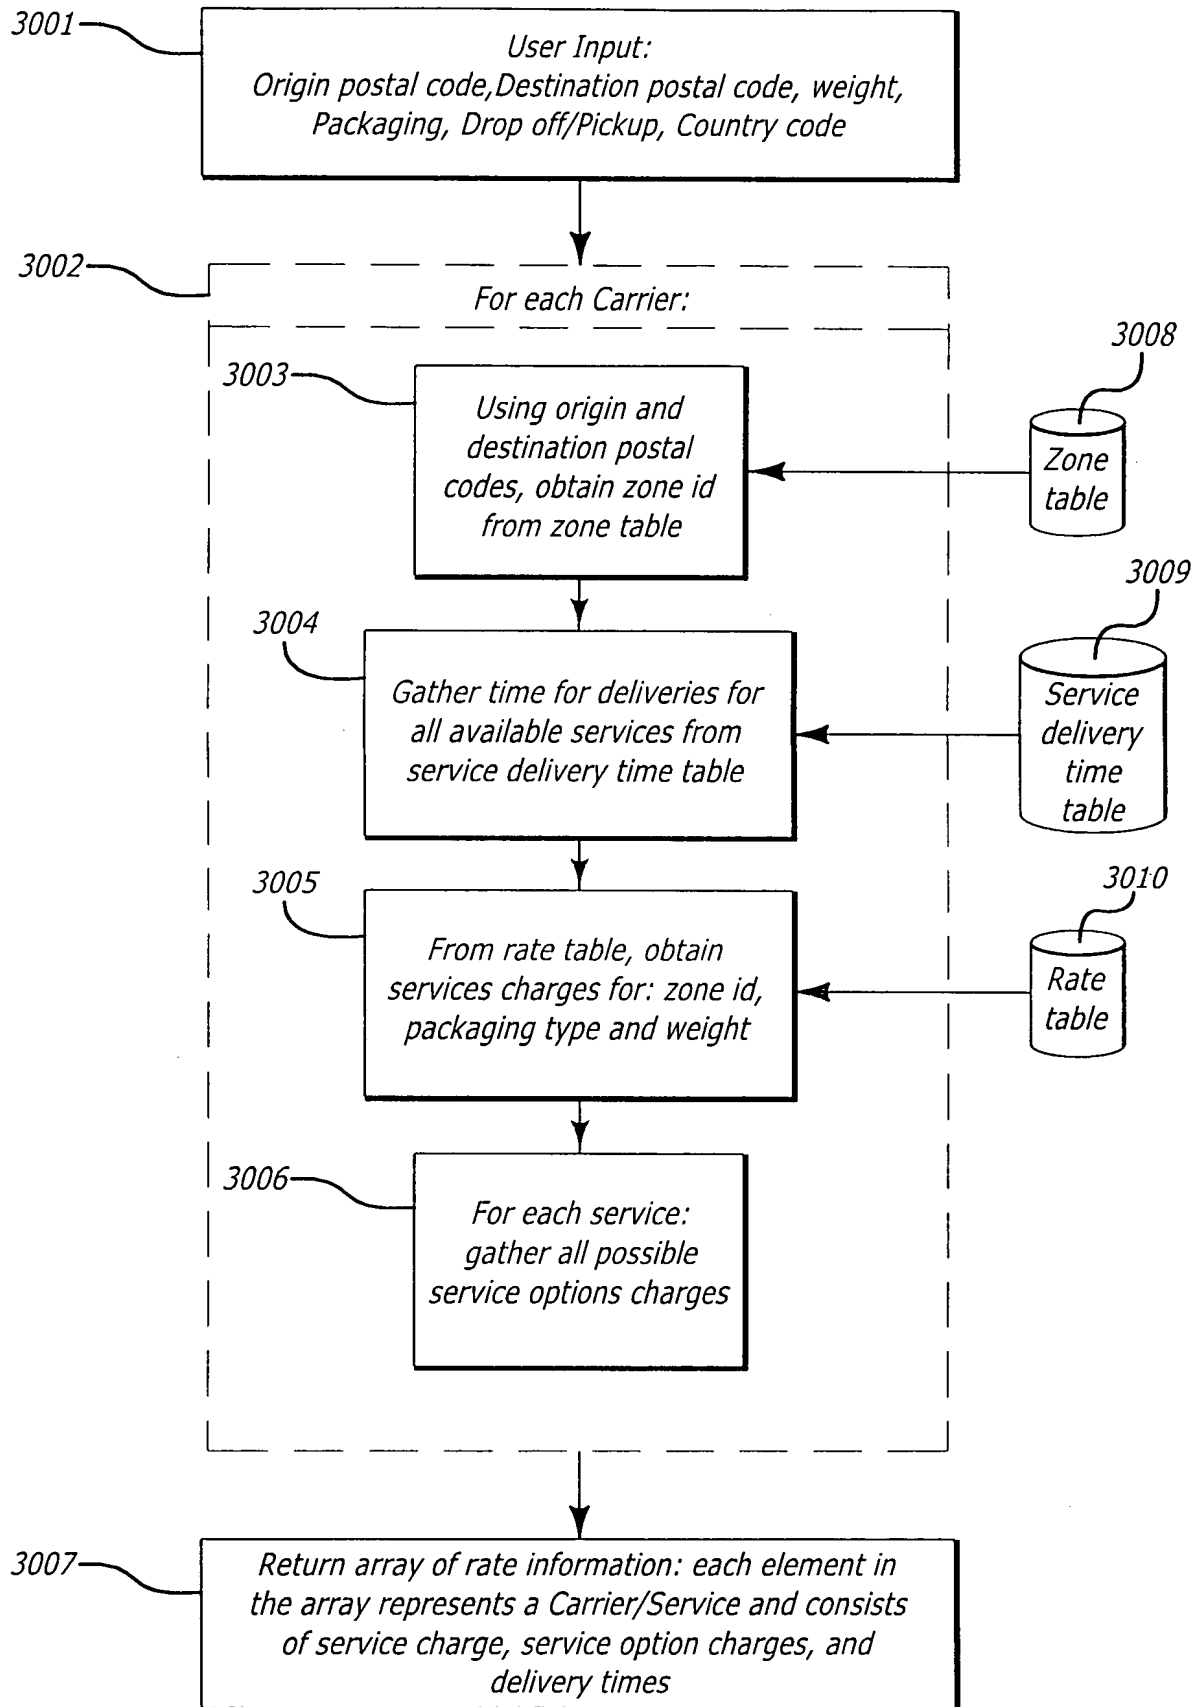 3001
User Input:
Origin postal code,Destination postal code, weight,
Packaging, Drop off/Pickup, Country code
3002
For each Carrier:
3003
Using origin and
destination postal
codes, obtain zone id
from zone table
3008
Zone
table
3004
Gather time for deliveries for
all available services from
service delivery time table
3009
Service
delivery
time
table
3005
From rate table, obtain
services charges for: zone id,
packaging type and weight
3010
Rate
table
3006
For each service:
gather all possible
service options charges
3007
Return array of rate information: each element in
the array represents a Carrier/Service and consists
of service charge, service option charges, and
delivery times